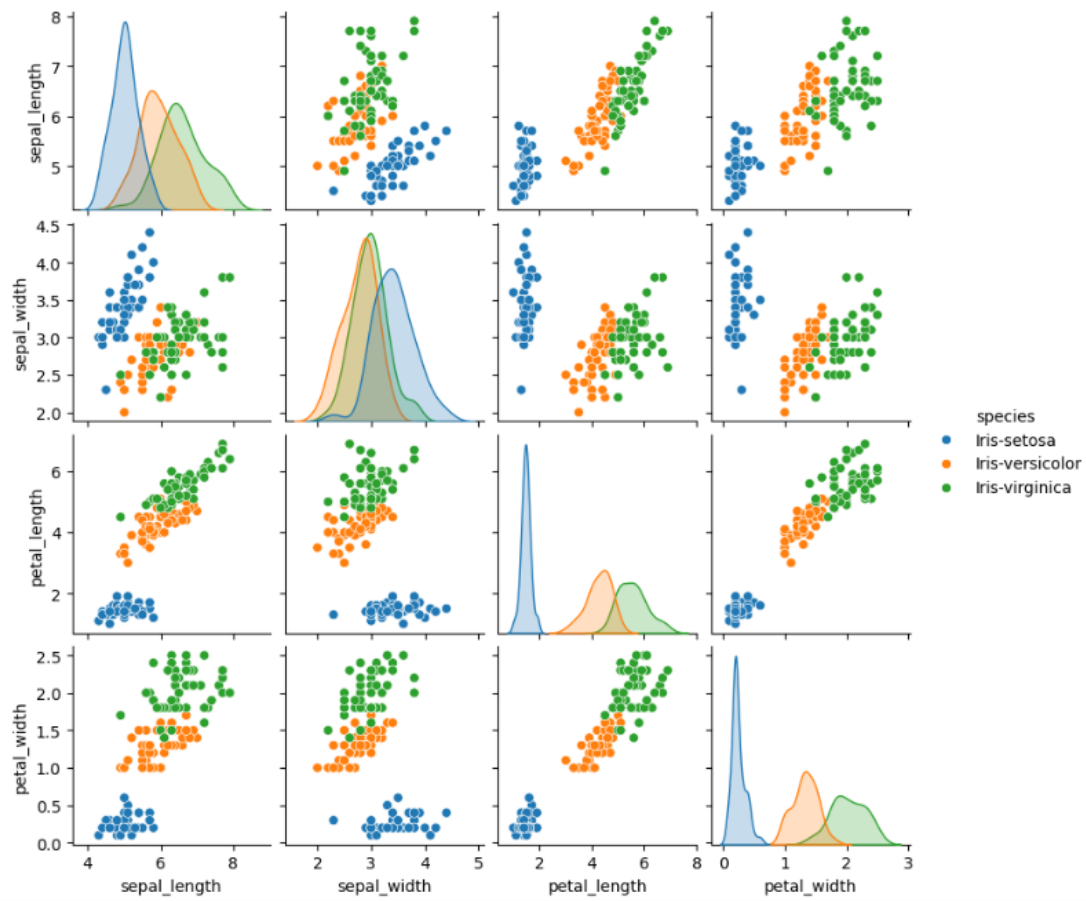 sepal_length
8
7
6
5
sepal_width
4.5
4.0
3.5
3.0
2.5
2.0
petal_length
6
4
2
petal_width
2.5
2.0
1.5
1.0
0.5
0.0
4 6 8
sepal_length
2 3 4 5
sepal_width
2 4 6 8
petal_length
0 1 2 3
petal_width
species
Iris-setosa
Iris-versicolor
Iris-virginica